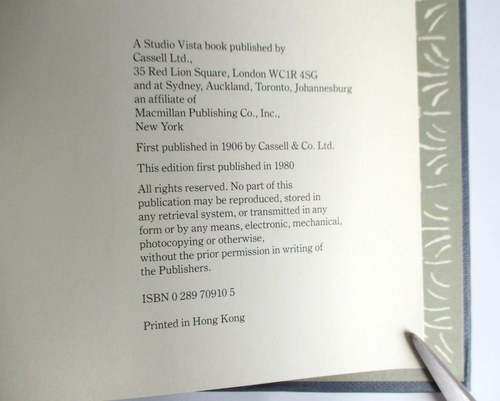 A Studio Vista book published by
Cassell Ltd.,
35 Red Lion Square, London WC1R 4SG
and at Sydney, Auckland, Toronto, Johannesburg
an affiliate of
Macmillan Publishing Co., Inc.,
New York
First published in 1906 by Cassell & Co. Ltd.
This edition first published in 1980
All rights reserved. No part of this
publication may be reproduced, stored in
any retrieval system, or transmitted in any
form or by any means, electronic, mechanical,
photocopying or otherwise,
without the prior permission in writing of
the Publishers.
ISBN 0 289 70910 5
Printed in Hong Kong